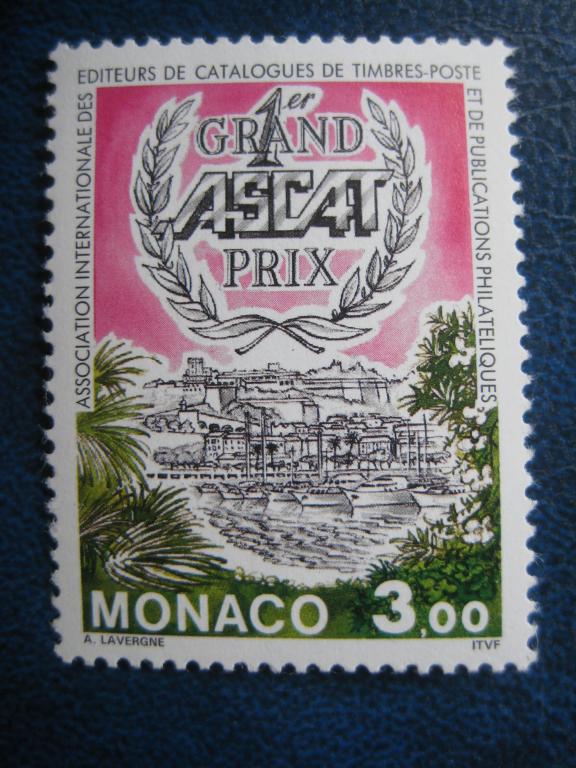 ASSOCIATION INTERNATIONALE DES
EDITEURS DE CATALOGUES DE TIMBRES-POSTE
ET DE PUBLICATIONS PHILATELIQUES
1er
GRAND
ASCAT
PRIX
MONACO 3,00
A. LAVERGNE
ITVF